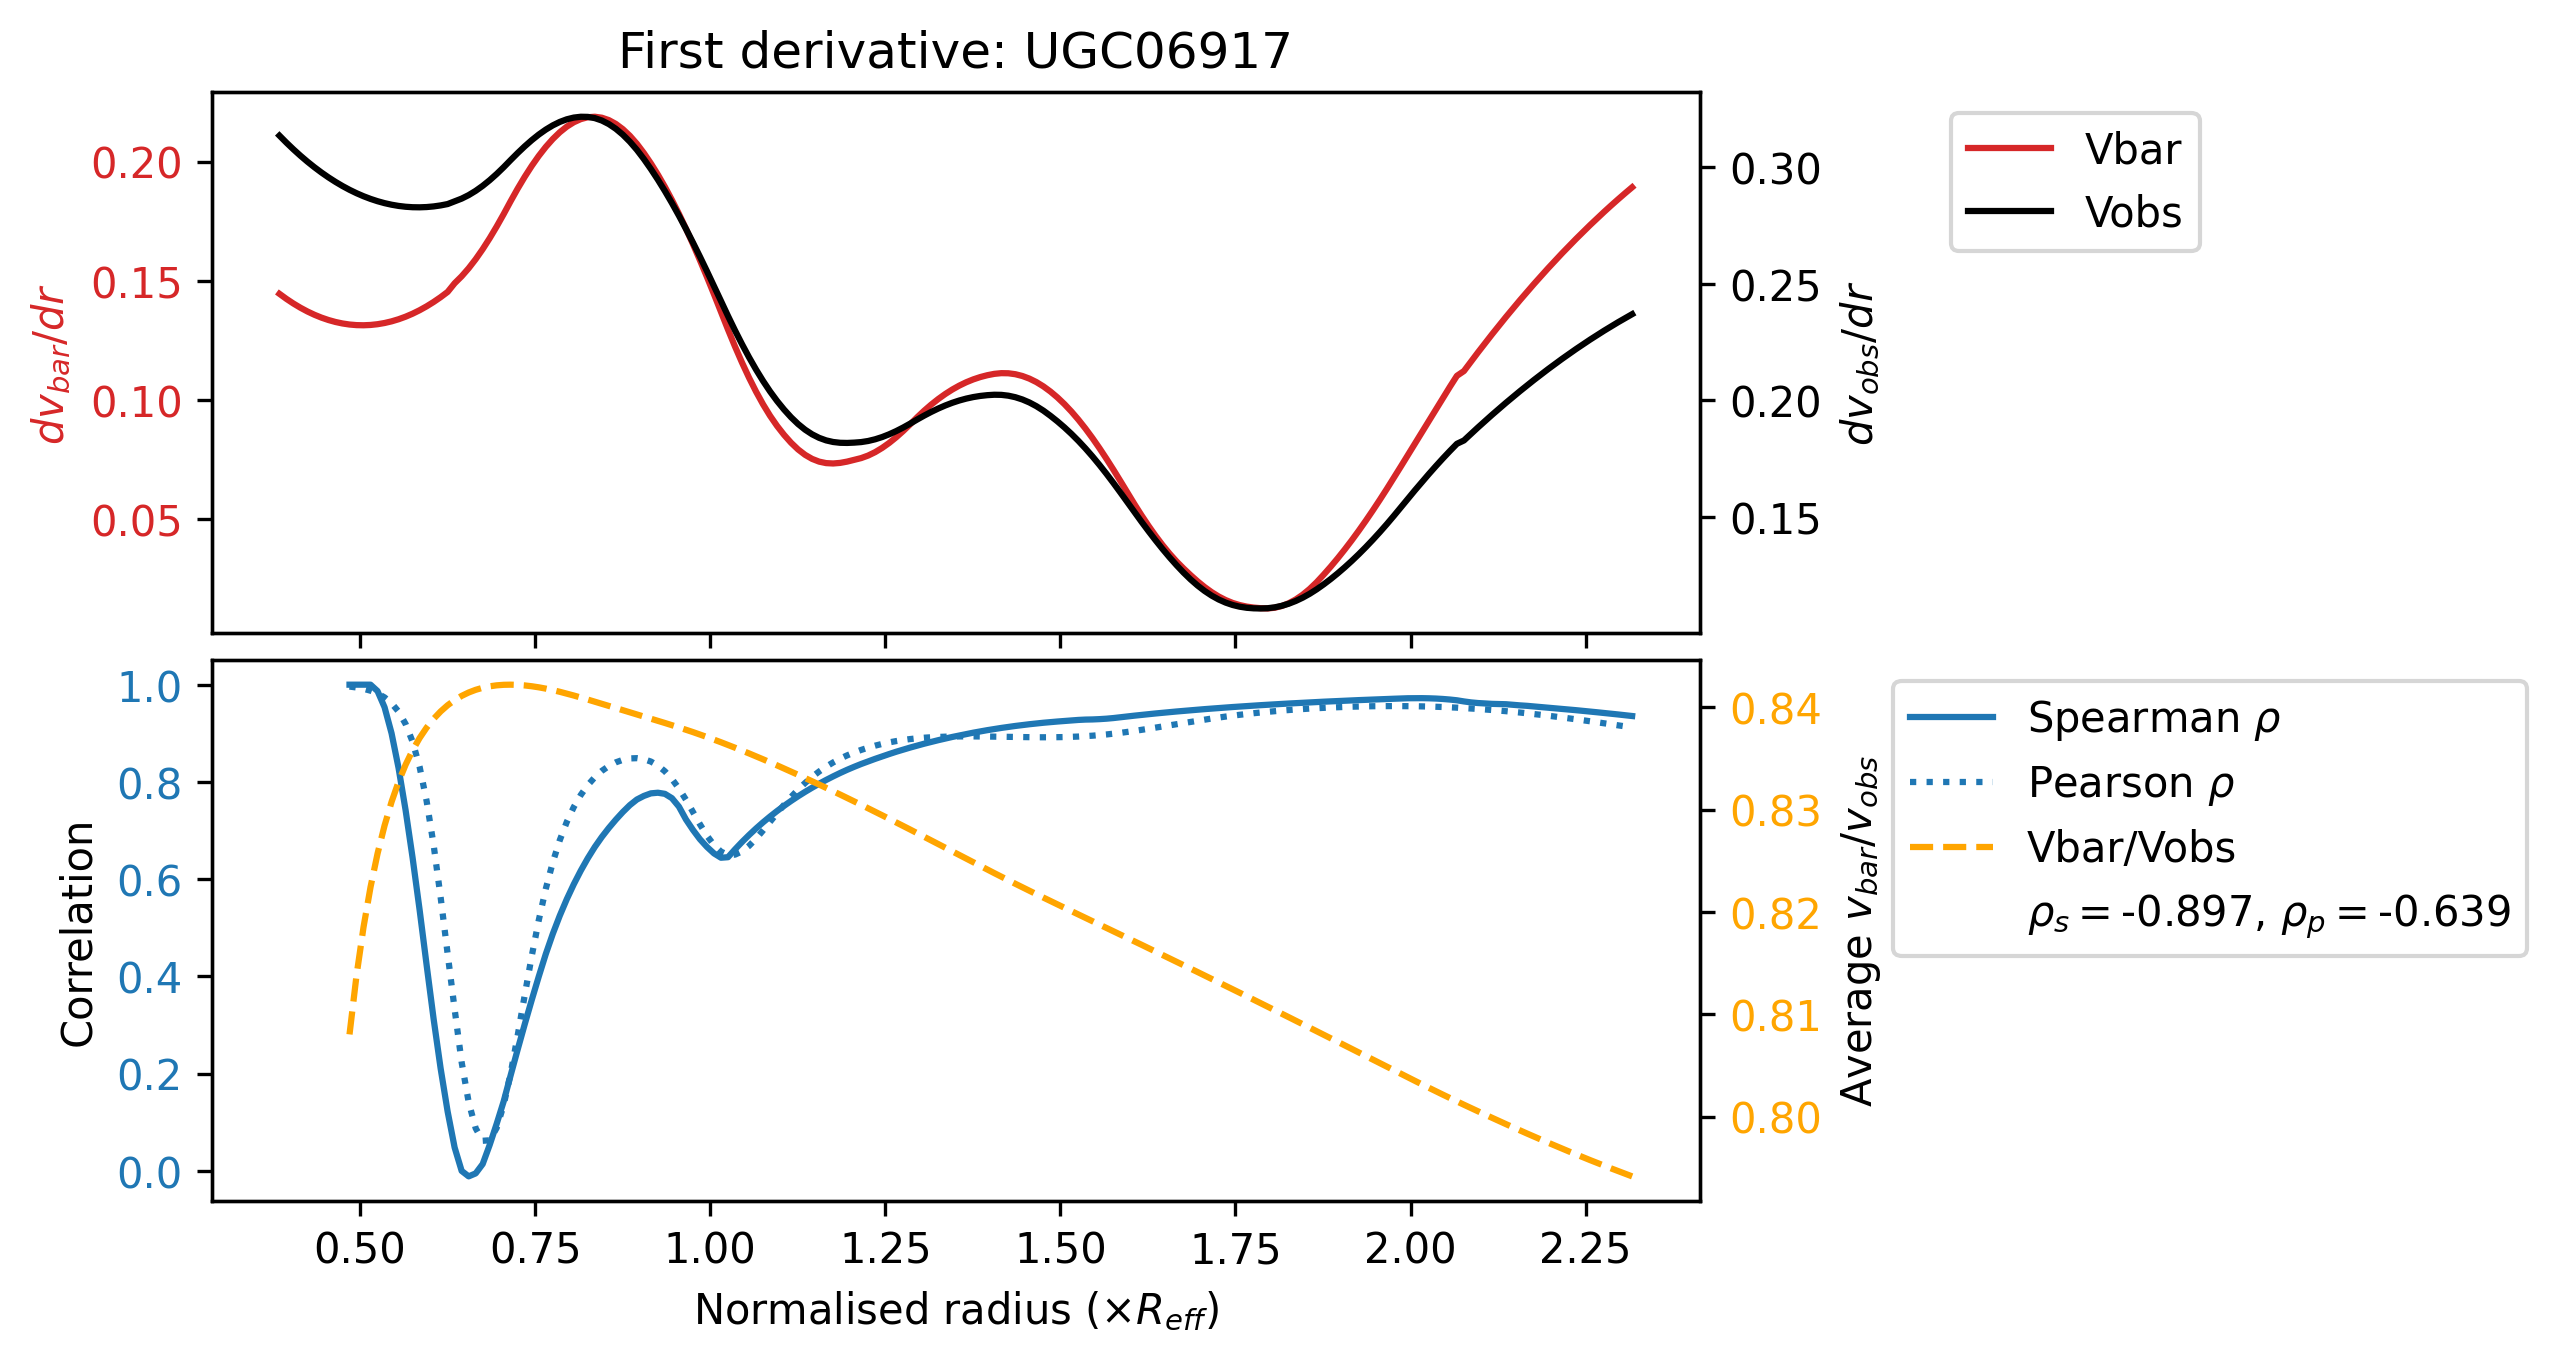 First derivative: UGC06917
0.20
0.15
0.10
0.05
dv_bar/dr
0.30
0.25
0.20
0.15
dv_obs/dr
Vbar
Vobs
1.0
0.8
0.6
0.4
0.2
0.0
Correlation
0.84
0.83
0.82
0.81
0.80
Average v_bar/v_obs
Spearman ρ
Pearson ρ
Vbar/Vobs
ρ_s = -0.897, ρ_p = -0.639
0.50 0.75 1.00 1.25 1.50 1.75 2.00 2.25
Normalised radius (×R_eff)